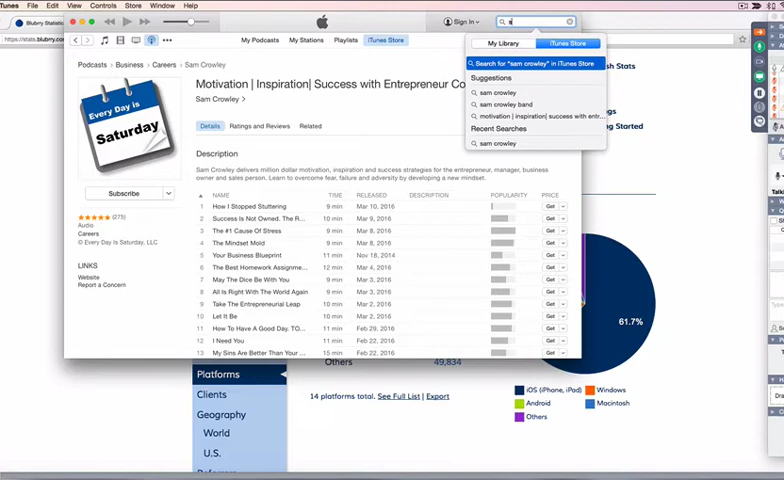 iTunes File Edit View Controls Account Store Window Help
Blubrry Statistic
https://stats.blubrry.com
Sign In
s
My Podcasts My Stations Playlists iTunes Store
My Library iTunes Store
Search for "sam crowley" in iTunes Store
Suggestions
sam crowley
sam crowley band
motivation | inspiration| success with entr...
Recent Searches
sam crowley
sh Stats
gs
ng Started
Podcasts Business Careers Sam Crowley
Motivation | Inspiration| Success with Entrepreneur Co
Sam Crowley >
Every Day is
Saturday
Details Ratings and Reviews Related
Description
Sam Crowley delivers million dollar motivation, inspiration and success strategies for the entrepreneur, manager, business
owner and sales person. Learn to overcome fear, failure and adversity by developing a new mindset.
Subscribe
(275)
Audio
Careers
© Every Day Is Saturday, LLC
LINKS
Website
Report a Concern
NAME TIME RELEASED DESCRIPTION POPULARITY PRICE
1 How I Stopped Stuttering 9 min Mar 10, 2016 Get
2 Success Is Not Owned. The R... 10 min Mar 9, 2016 Get
3 The #1 Cause Of Stress 9 min Mar 8, 2016 Get
4 The Mindset Mold 9 min Mar 8, 2016 Get
5 Your Business Blueprint 9 min Nov 18, 2014 Get
6 The Best Homework Assignme... 12 min Mar 4, 2016 Get
7 May The Dice Be With You 9 min Mar 3, 2016 Get
8 All Is Right With The World Again 9 min Mar 3, 2016 Get
9 Take The Entrepreneurial Leap 9 min Mar 2, 2016 Get
10 Let It Be 9 min Mar 2, 2016 Get
11 How To Have A Good Day. TO... 9 min Feb 29, 2016 Get
12 I Need You 9 min Feb 22, 2016 Get
13 My Sins Are Better Than Your ... 15 min Feb 22, 2016 Get
61.7%
Others 49,834
Platforms
Clients
Geography
World
U.S.
14 platforms total. See Full List | Export
iOS (iPhone, iPad) Windows
Android Macintosh
Others